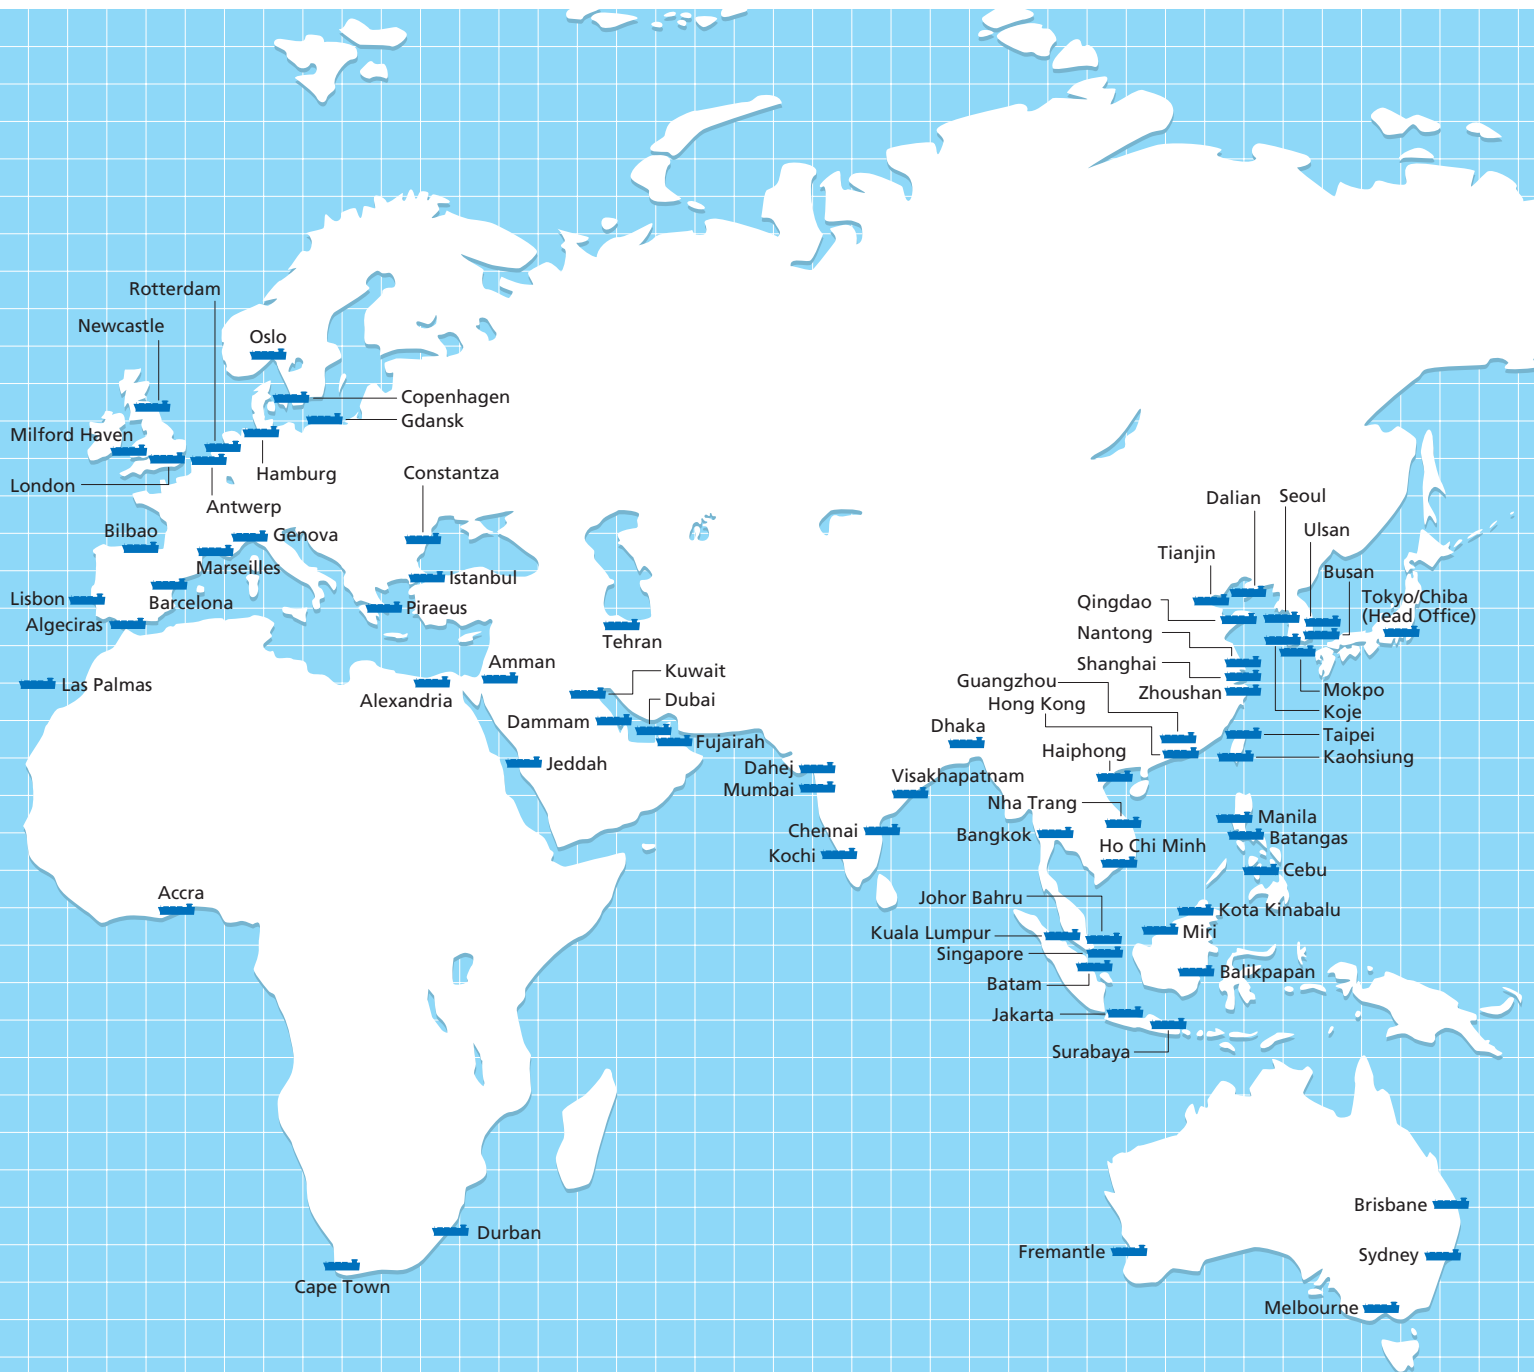 Rotterdam
Newcastle
Oslo
Copenhagen
Gdansk
Milford Haven
Hamburg
London
Antwerp
Constantza
Bilbao
Genova
Marseilles
Istanbul
Lisbon
Barcelona
Piraeus
Algeciras
Tehran
Las Palmas
Alexandria
Amman
Kuwait
Dubai
Dammam
Fujairah
Jeddah
Dahej
Mumbai
Chennai
Kochi
Visakhapatnam
Dhaka
Accra
Durban
Cape Town
Dalian
Seoul
Ulsan
Tianjin
Busan
Qingdao
Tokyo/Chiba
(Head Office)
Nantong
Shanghai
Guangzhou
Zhoushan
Hong Kong
Mokpo
Koje
Taipei
Kaohsiung
Haiphong
Nha Trang
Bangkok
Ho Chi Minh
Manila
Batangas
Cebu
Johor Bahru
Kota Kinabalu
Kuala Lumpur
Miri
Singapore
Balikpapan
Batam
Jakarta
Surabaya
Brisbane
Fremantle
Sydney
Melbourne